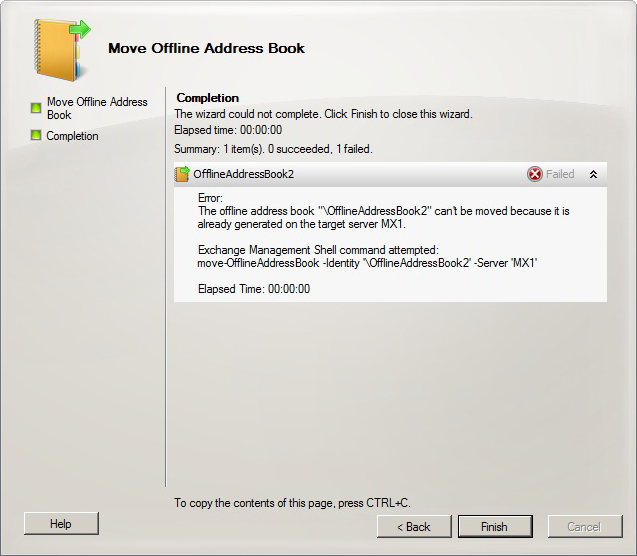 Move Offline Address Book
Move Offline Address
Book
Completion
Completion
The wizard could not complete. Click Finish to close this wizard.
Elapsed time: 00:00:00
Summary: 1 item(s). 0 succeeded, 1 failed.
OfflineAddressBook2
Failed
Error:
The offline address book "\OfflineAddressBook2" can't be moved because it is
already generated on the target server MX1.
Exchange Management Shell command attempted:
move-OfflineAddressBook -Identity '\OfflineAddressBook2' -Server 'MX1'
Elapsed Time: 00:00:00
To copy the contents of this page, press CTRL+C.
Help
< Back
Finish
Cancel